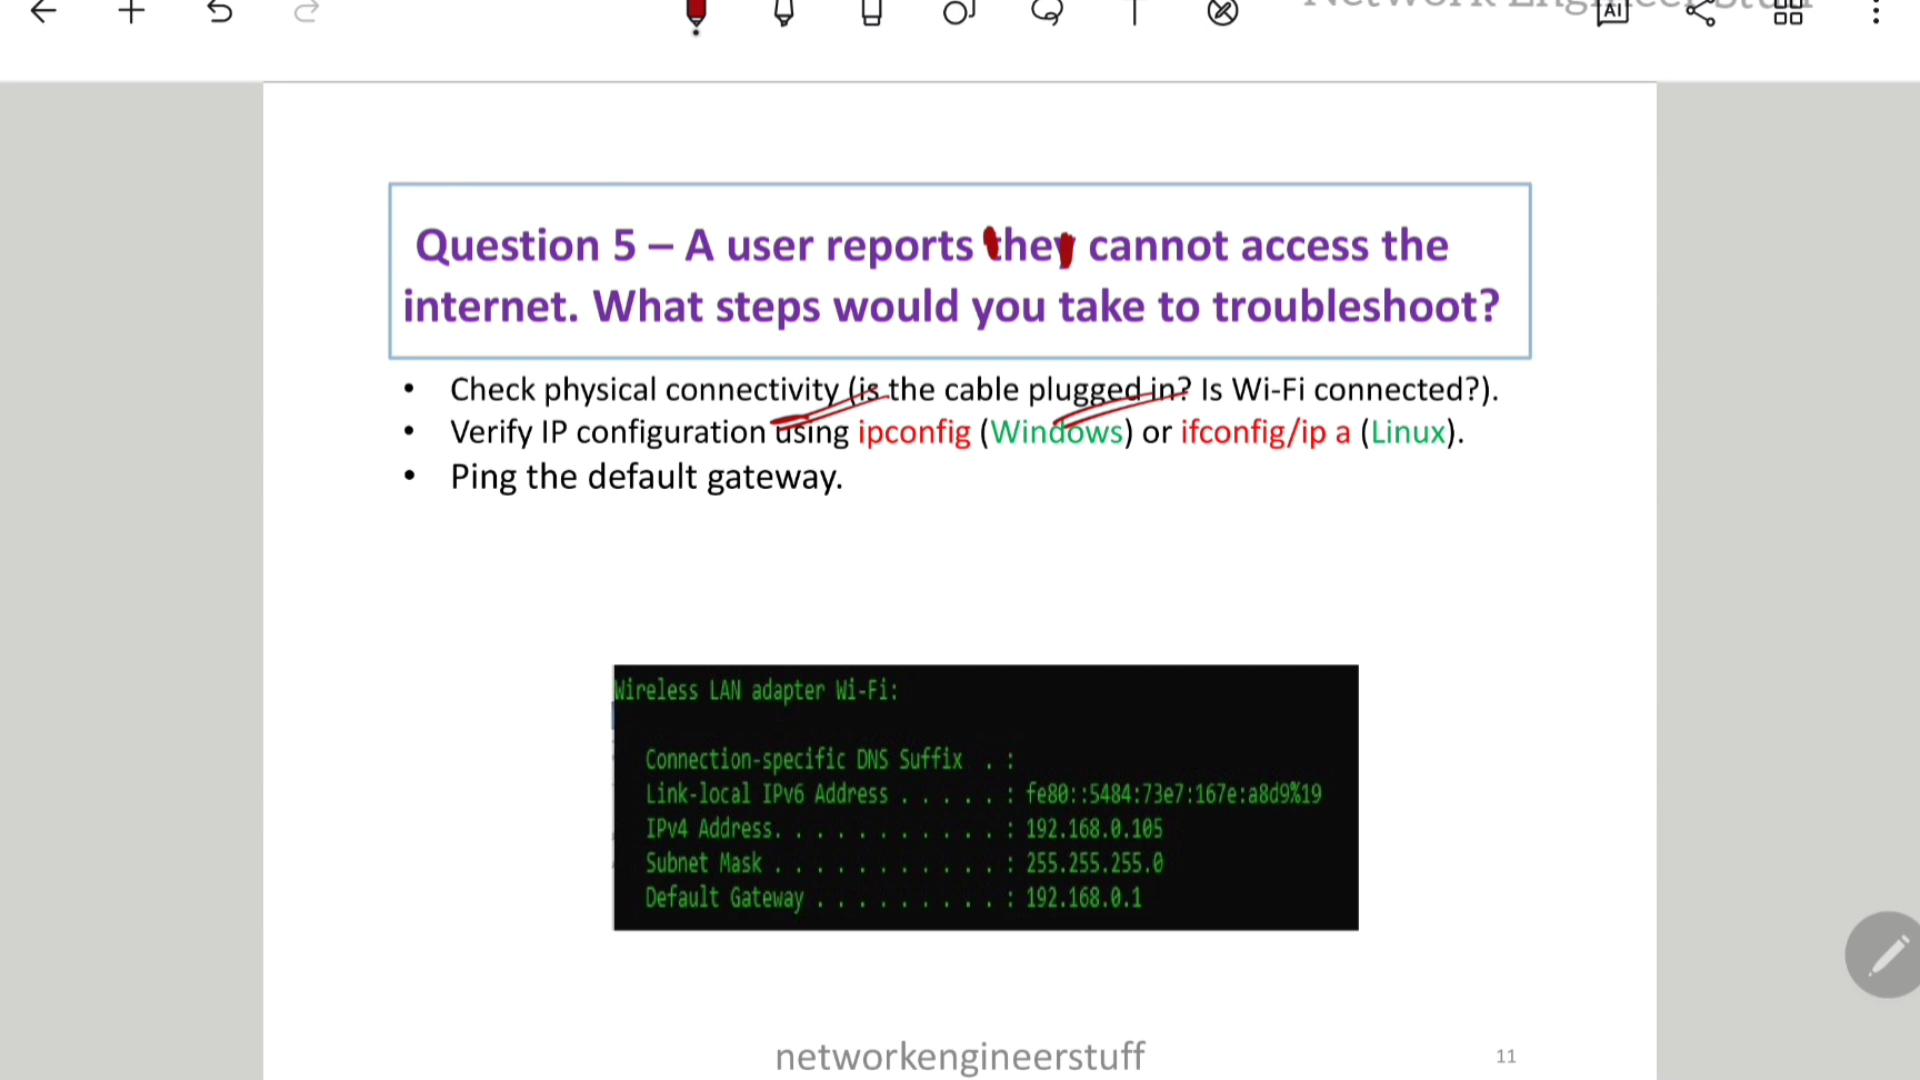 AI
Question 5 – A user reports they cannot access the
internet. What steps would you take to troubleshoot?
• Check physical connectivity (is the cable plugged in? Is Wi-Fi connected?).
• Verify IP configuration using ipconfig (Windows) or ifconfig/ip a (Linux).
• Ping the default gateway.
Wireless LAN adapter Wi-Fi:
Connection-specific DNS Suffix . :
Link-local IPv6 Address . . . . . : fe80::5484:73e7:167e:a8d9%19
IPv4 Address. . . . . . . . . . . : 192.168.0.105
Subnet Mask . . . . . . . . . . . : 255.255.255.0
Default Gateway . . . . . . . . . : 192.168.0.1
networkengineerstuff
11